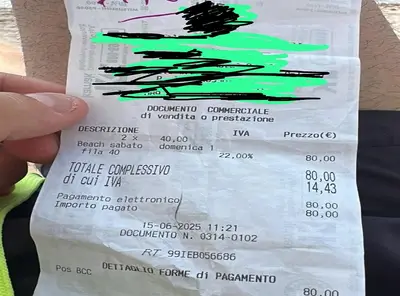 DOCUMENTO COMMERCIALE
di vendita o prestazione
DESCRIZIONE IVA Prezzo(€)
2 x 40,00
Beach sabato domenica 1
fila 40 22,00% 80,00
TOTALE COMPLESSIVO 80,00
di cui IVA 14,43
Pagamento elettronico 80,00
Importo pagato 80,00
15-06-2025 11:21
DOCUMENTO N. 0314-0102
RT 99IEB056686
DETTAGLIO FORME di PAGAMENTO
Pos BCC 80,00